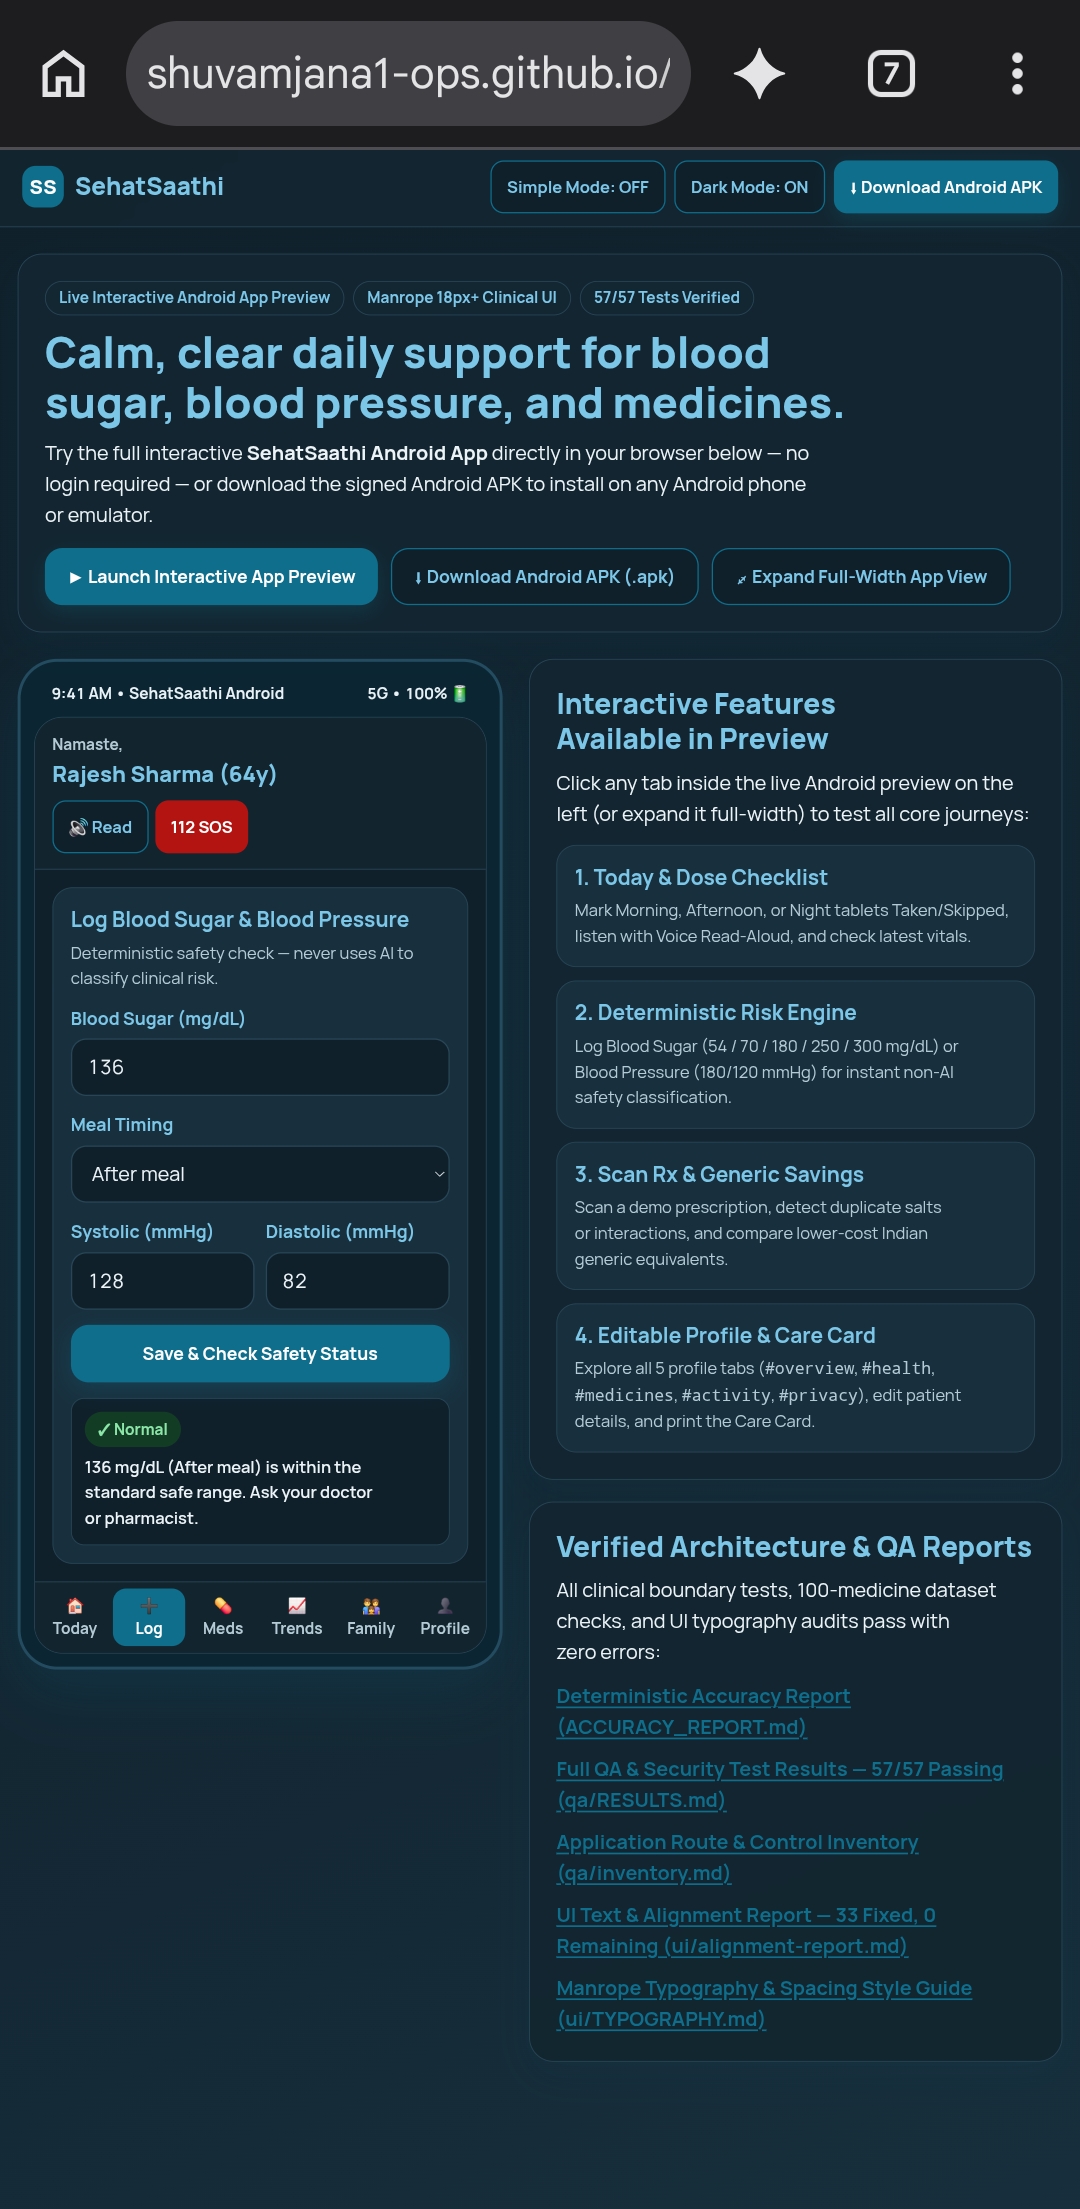 shuvamjana1-ops.github.io/
7
SS SehatSaathi
Simple Mode: OFF
Dark Mode: ON
⭳ Download Android APK
Live Interactive Android App Preview
Manrope 18px+ Clinical UI
57/57 Tests Verified
Calm, clear daily support for blood
sugar, blood pressure, and medicines.
Try the full interactive SehatSaathi Android App directly in your browser below — no
login required — or download the signed Android APK to install on any Android phone
or emulator.
► Launch Interactive App Preview
⭳ Download Android APK (.apk)
⤢ Expand Full-Width App View
9:41 AM • SehatSaathi Android
5G • 100% 🔋
Namaste,
Rajesh Sharma (64y)
🔊 Read
112 SOS
Log Blood Sugar & Blood Pressure
Deterministic safety check — never uses AI to
classify clinical risk.
Blood Sugar (mg/dL)
136
Meal Timing
After meal
Systolic (mmHg)
Diastolic (mmHg)
128
82
Save & Check Safety Status
✓ Normal
136 mg/dL (After meal) is within the
standard safe range. Ask your doctor
or pharmacist.
Today
Log
Meds
Trends
Family
Profile
Interactive Features
Available in Preview
Click any tab inside the live Android preview on the
left (or expand it full-width) to test all core journeys:
1. Today & Dose Checklist
Mark Morning, Afternoon, or Night tablets Taken/Skipped,
listen with Voice Read-Aloud, and check latest vitals.
2. Deterministic Risk Engine
Log Blood Sugar (54 / 70 / 180 / 250 / 300 mg/dL) or
Blood Pressure (180/120 mmHg) for instant non-AI
safety classification.
3. Scan Rx & Generic Savings
Scan a demo prescription, detect duplicate salts
or interactions, and compare lower-cost Indian
generic equivalents.
4. Editable Profile & Care Card
Explore all 5 profile tabs (#overview, #health,
#medicines, #activity, #privacy), edit patient
details, and print the Care Card.
Verified Architecture & QA Reports
All clinical boundary tests, 100-medicine dataset
checks, and UI typography audits pass with
zero errors:
Deterministic Accuracy Report
(ACCURACY_REPORT.md)
Full QA & Security Test Results — 57/57 Passing
(qa/RESULTS.md)
Application Route & Control Inventory
(qa/inventory.md)
UI Text & Alignment Report — 33 Fixed, 0
Remaining (ui/alignment-report.md)
Manrope Typography & Spacing Style Guide
(ui/TYPOGRAPHY.md)